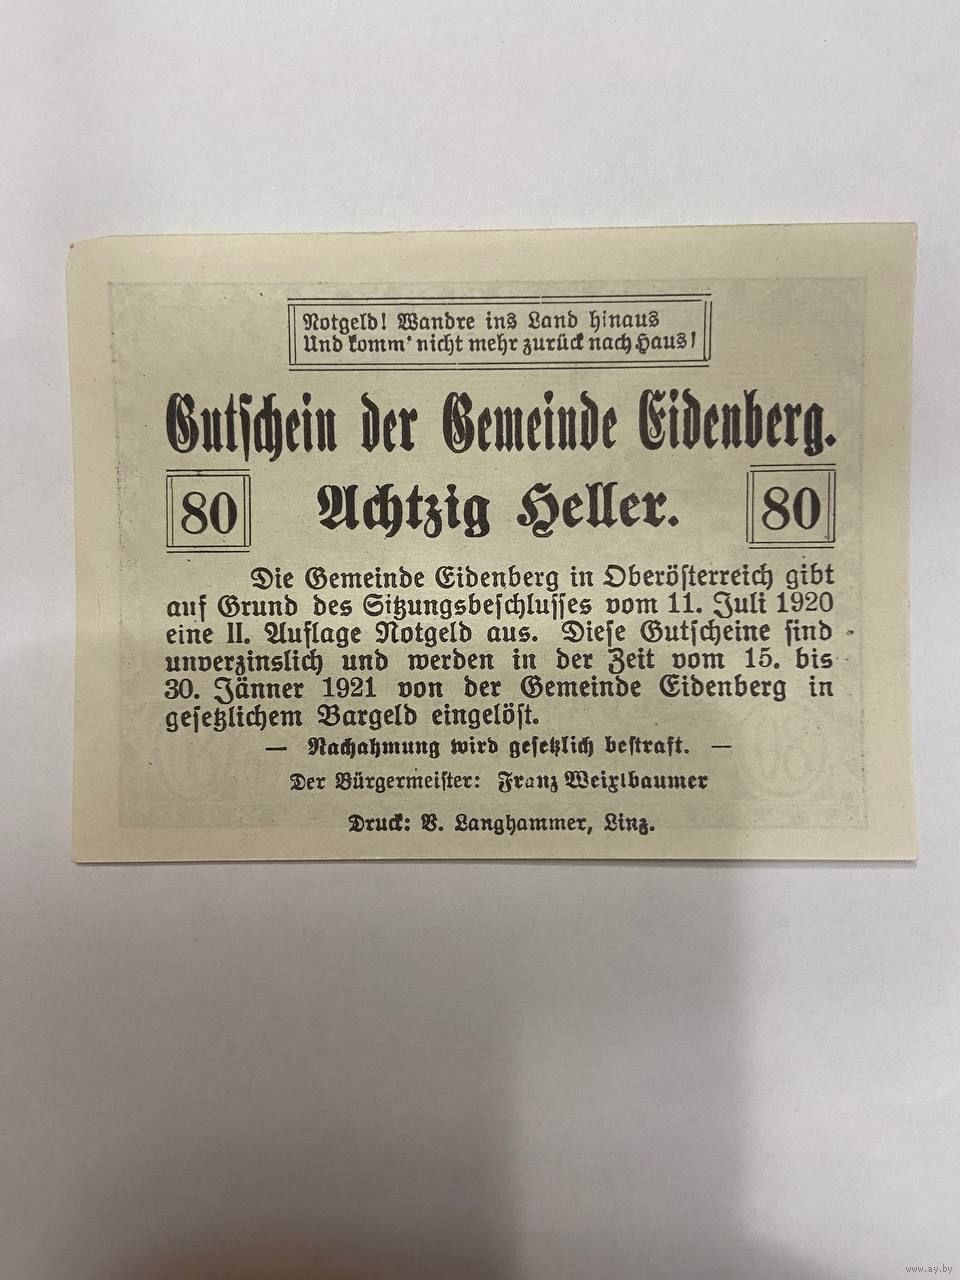 Notgeld! Wandre ins Land hinaus
Und komm' nicht mehr zurück nach Haus!
Gutschein der Gemeinde Eidenberg.
80 Achtzig Heller. 80
Die Gemeinde Eidenberg in Oberösterreich gibt
auf Grund des Sitzungsbeschlusses vom 11. Juli 1920
eine II. Auflage Notgeld aus. Diese Gutscheine sind
unverzinslich und werden in der Zeit vom 15. bis
30. Jänner 1921 von der Gemeinde Eidenberg in
gesetzlichem Bargeld eingelöst.
— Nachahmung wird gesetzlich bestraft. —
Der Bürgermeister: Franz Weixlbaumer
Druck: V. Langhammer, Linz.
www.ay.by